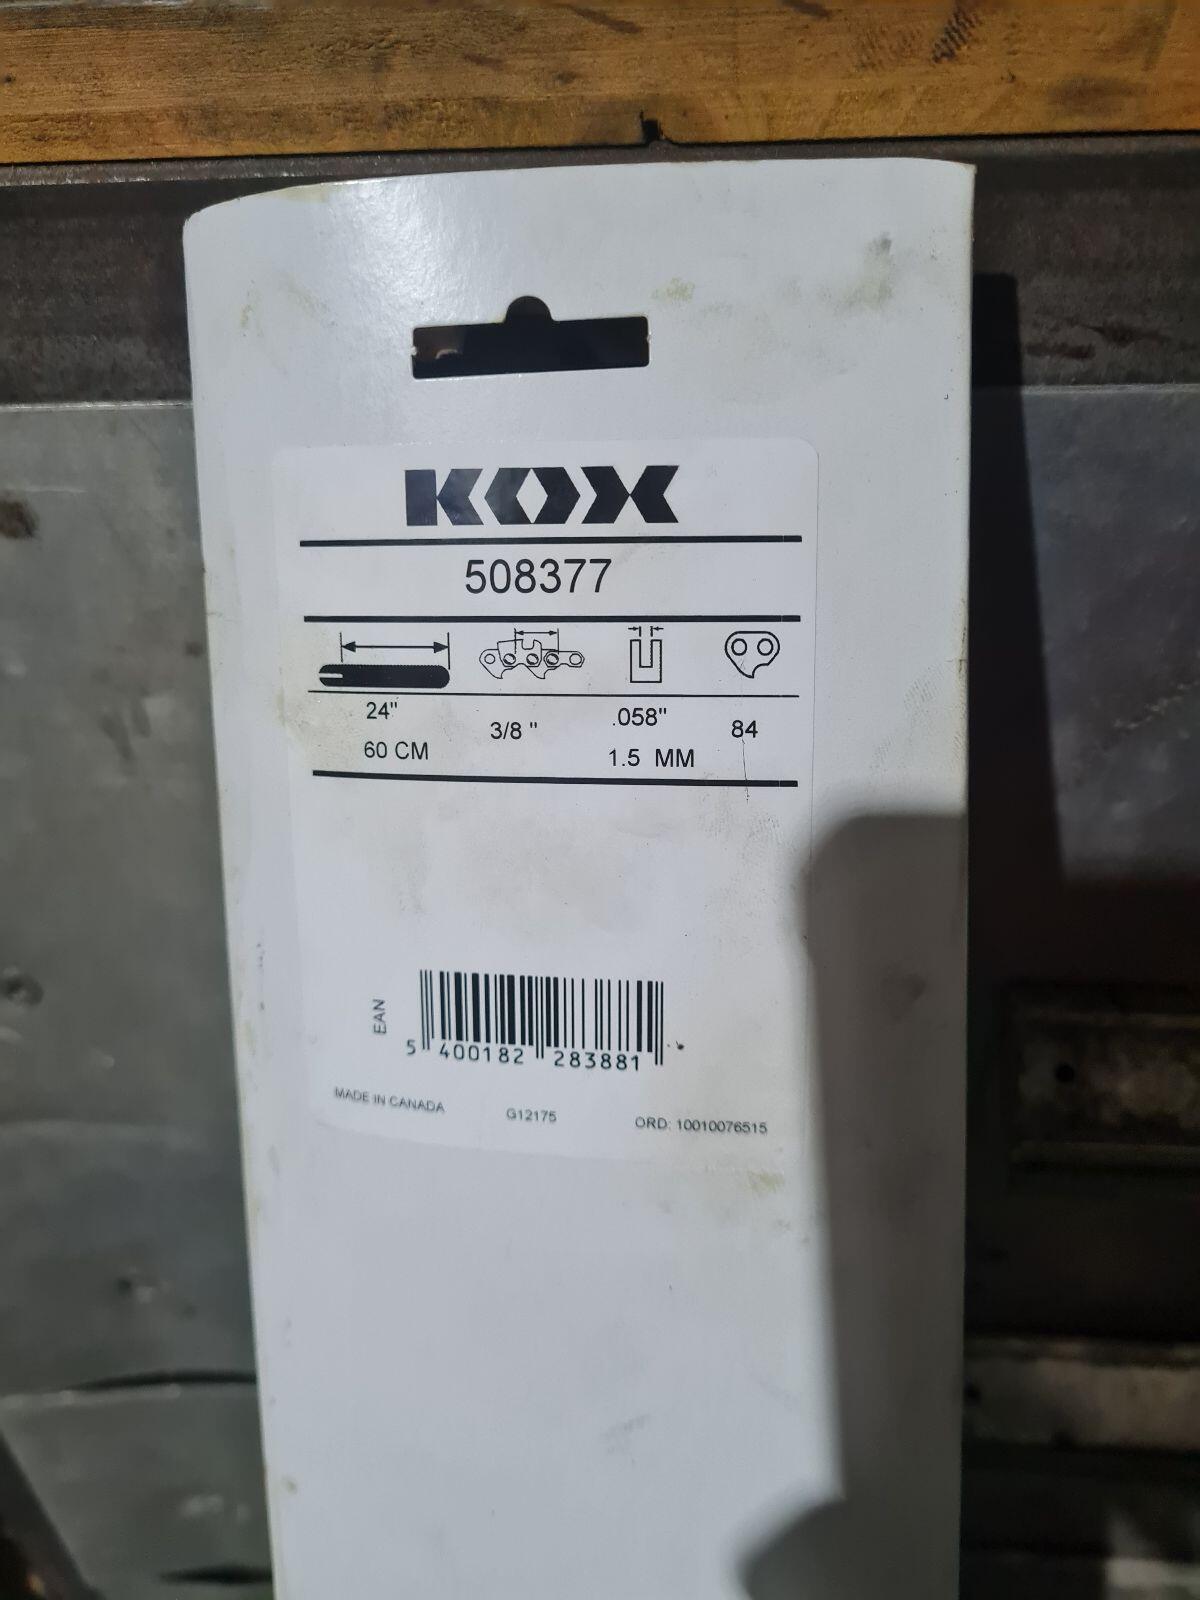 KOX
508377
24" 3/8 " .058" 84
60 CM 1.5 MM
EAN
5 400182 283881
MADE IN CANADA G12175 ORD: 10010076515